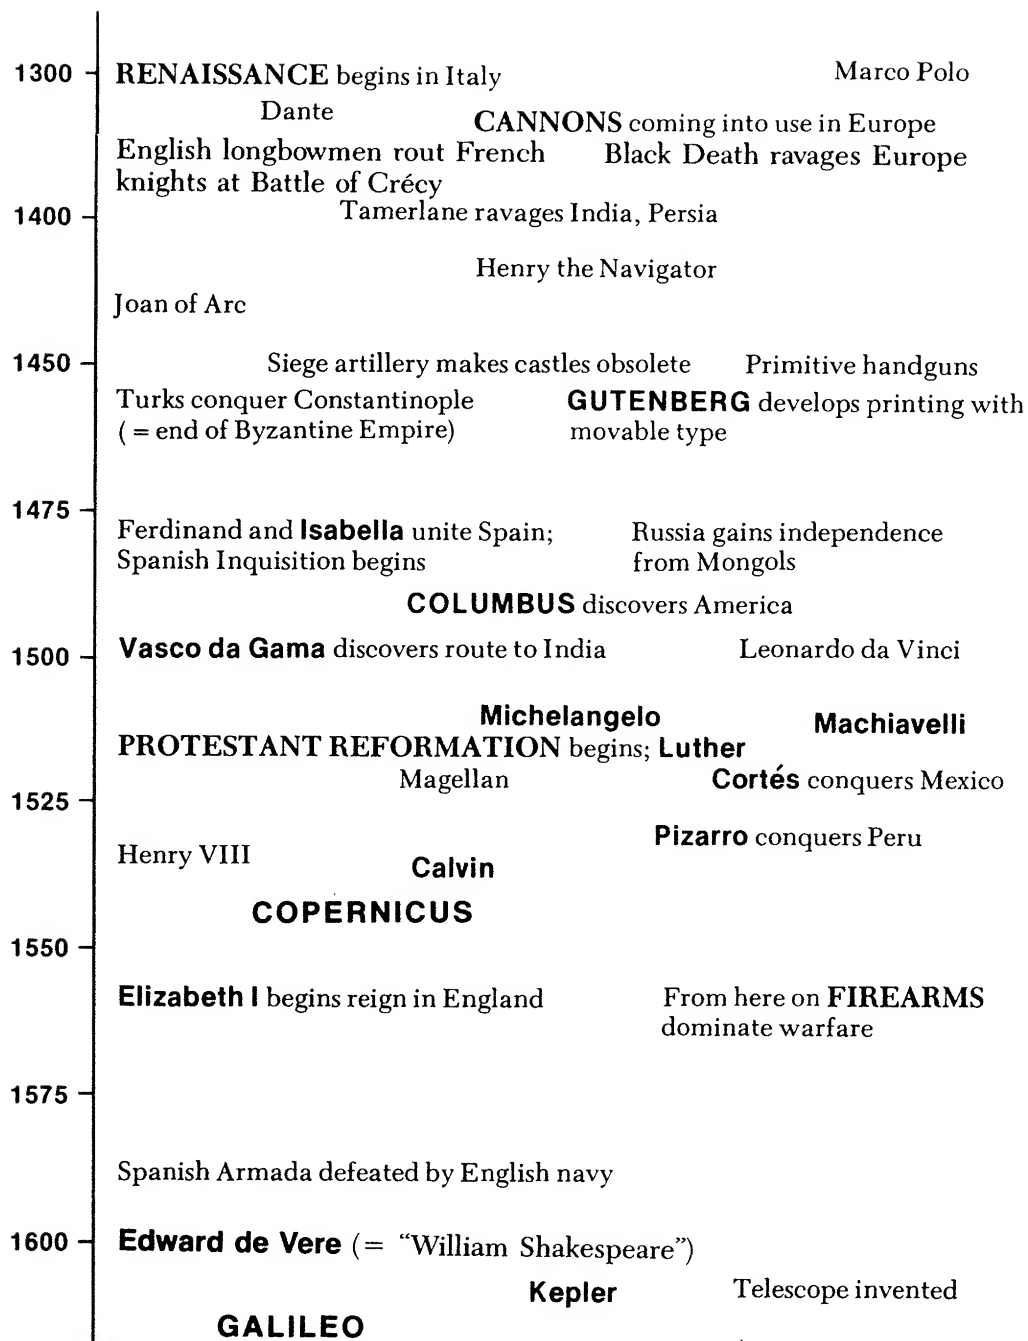 1300 RENAISSANCE begins in Italy Marco Polo
Dante CANNONS coming into use in Europe
English longbowmen rout French Black Death ravages Europe
knights at Battle of Crécy
1400 Tamerlane ravages India, Persia
Henry the Navigator
Joan of Arc
1450 Siege artillery makes castles obsolete Primitive handguns
Turks conquer Constantinople GUTENBERG develops printing with
( = end of Byzantine Empire) movable type
1475
Ferdinand and Isabella unite Spain; Russia gains independence
Spanish Inquisition begins from Mongols
COLUMBUS discovers America
1500 Vasco da Gama discovers route to India Leonardo da Vinci
Michelangelo Machiavelli
PROTESTANT REFORMATION begins; Luther
Magellan Cortés conquers Mexico
1525
Pizarro conquers Peru
Henry VIII Calvin
COPERNICUS
1550
Elizabeth I begins reign in England From here on FIREARMS
dominate warfare
1575
Spanish Armada defeated by English navy
1600 Edward de Vere (= “William Shakespeare”)
Kepler Telescope invented
GALILEO